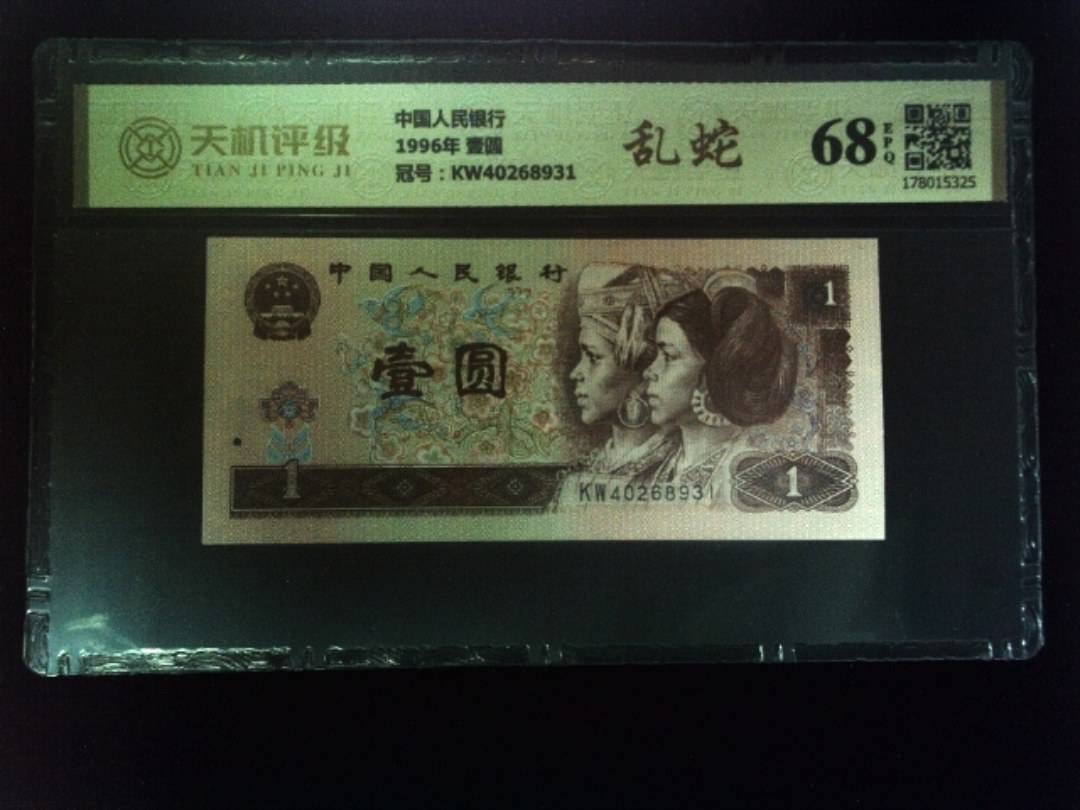 天机评级
TIAN JI PING JI
中国人民银行
1996年 壹圆
冠号：KW40268931
乱蛇
68
EPQ
178015325
中国人民银行
1
壹圆
1
KW40268931
1